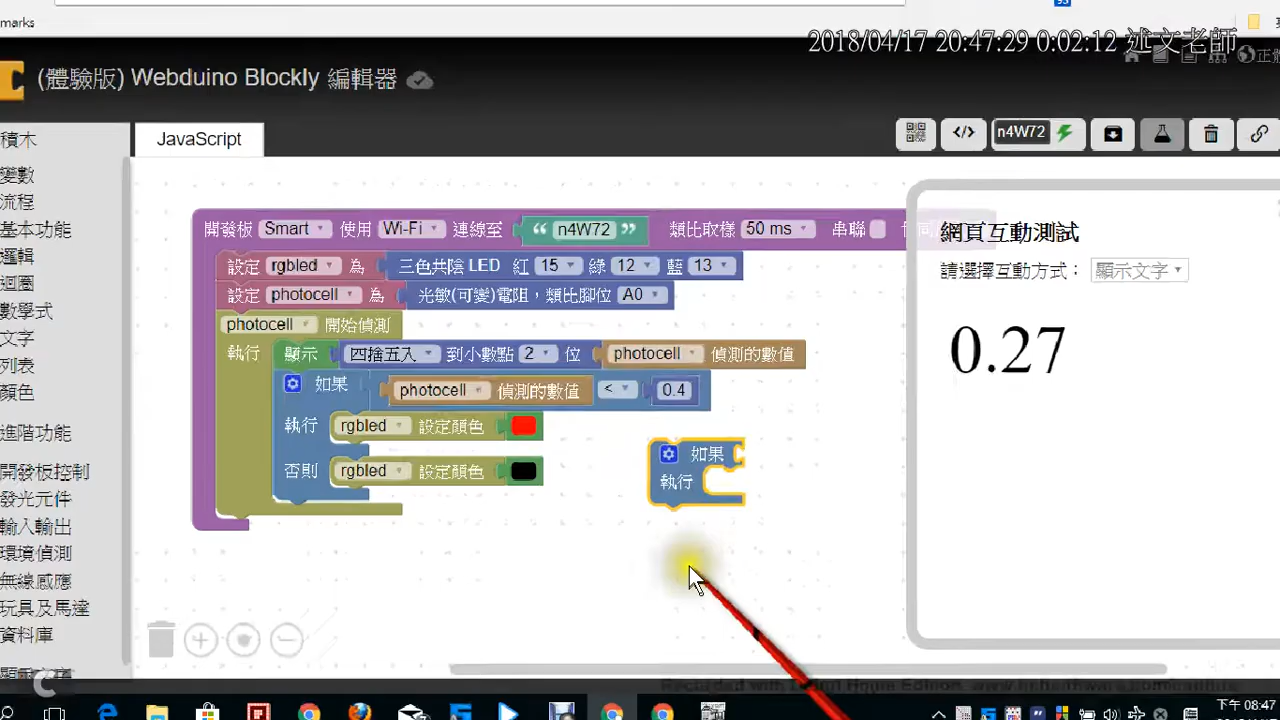 marks
2018/04/17 20:47:29 0:02:12 述文老師
(體驗版) Webduino Blockly 編輯器
積木
JavaScript
n4W72
變數
流程
基本功能
邏輯
迴圈
數學式
文字
列表
顏色
進階功能
開發板控制
發光元件
輸入輸出
環境偵測
無線感應
玩具及馬達
資料庫
開發板 Smart 使用 Wi-Fi 連線至 “ n4W72 ” 類比取樣 50 ms 串聯
設定 rgbled 為 三色共陰 LED 紅 15 綠 12 藍 13
設定 photocell 為 光敏(可變)電阻，類比腳位 A0
photocell 開始偵測
執行 顯示 四捨五入 到小數點 2 位 photocell 偵測的數值
如果 photocell 偵測的數值 < 0.4
執行 rgbled 設定顏色
否則 rgbled 設定顏色
如果
執行
網頁互動測試
請選擇互動方式： 顯示文字
0.27
下午 08:47